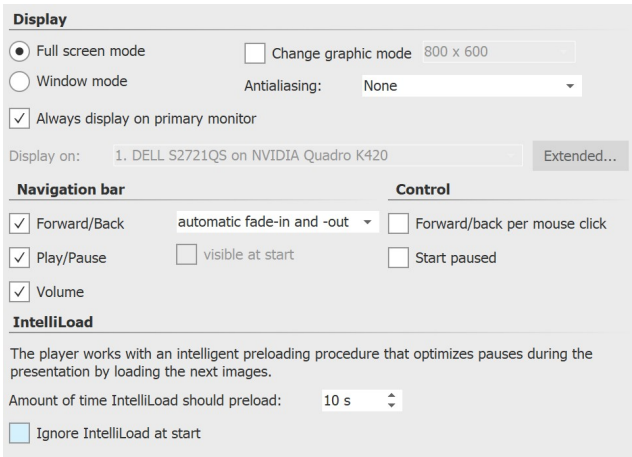 Display
Full screen mode
Change graphic mode 800 x 600
Window mode
Antialiasing: None
Always display on primary monitor
Display on: 1. DELL S2721QS on NVIDIA Quadro K420 Extended...
Navigation bar Control
Forward/Back automatic fade-in and -out Forward/back per mouse click
Play/Pause visible at start Start paused
Volume
IntelliLoad
The player works with an intelligent preloading procedure that optimizes pauses during the
presentation by loading the next images.
Amount of time IntelliLoad should preload: 10 s
Ignore IntelliLoad at start